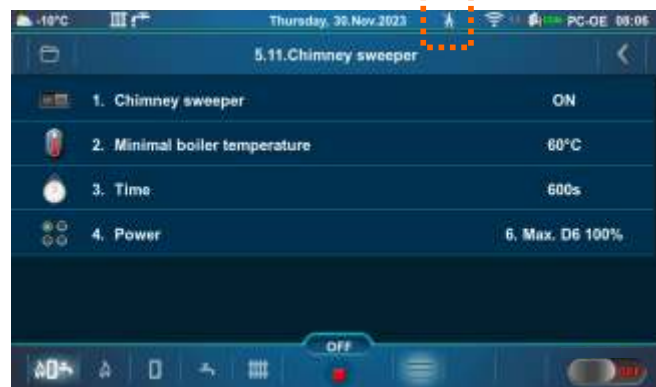 -10°C Thursday, 30.Nov.2023 PC-OE 08:06
5.11.Chimney sweeper
1. Chimney sweeper ON
2. Minimal boiler temperature 60°C
3. Time 600s
4. Power 6. Max. D6 100%
OFF
OFF